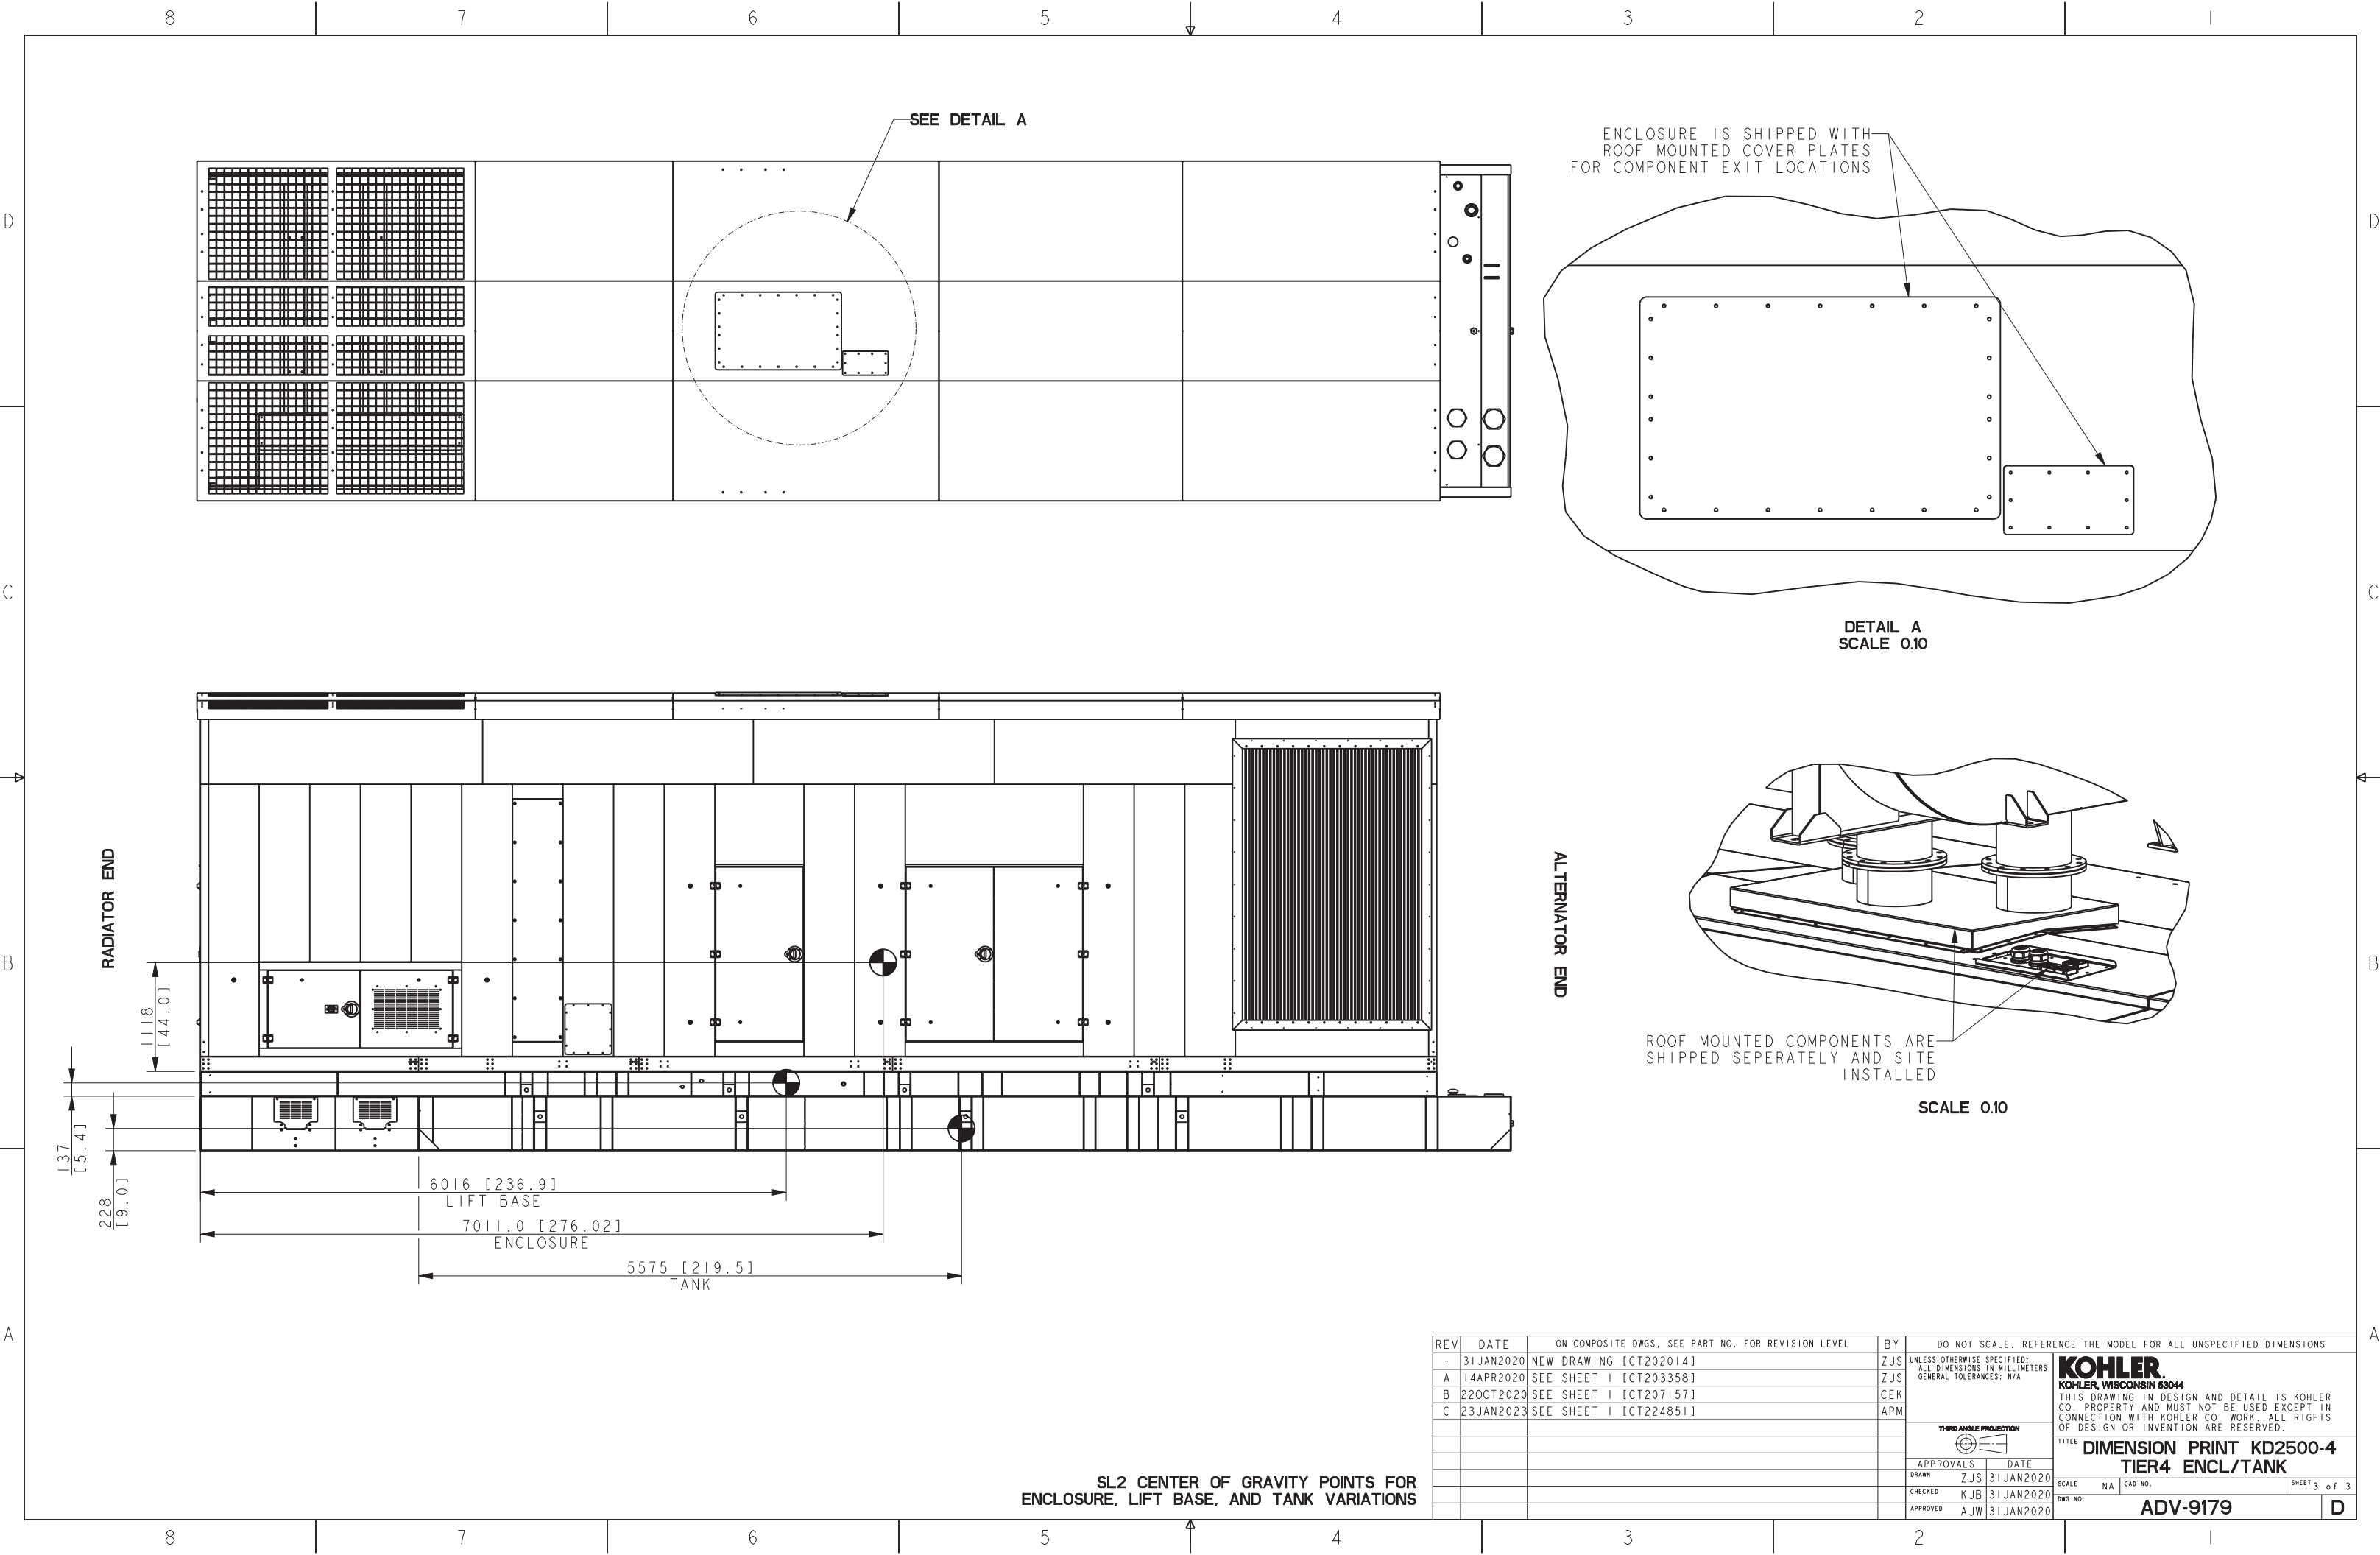 8 7 6 5 4 3 2 1
D
D
C
C
B
B
A
A
SEE DETAIL A
ENCLOSURE IS SHIPPED WITH
ROOF MOUNTED COVER PLATES
FOR COMPONENT EXIT LOCATIONS
DETAIL A
SCALE 0.10
RADIATOR END
ALTERNATOR END
1118
[44.0]
137
[5.4]
228
[9.0]
6016 [236.9]
LIFT BASE
7011.0 [276.02]
ENCLOSURE
5575 [219.5]
TANK
ROOF MOUNTED COMPONENTS ARE
SHIPPED SEPERATELY AND SITE
INSTALLED
SCALE 0.10
SL2 CENTER OF GRAVITY POINTS FOR
ENCLOSURE, LIFT BASE, AND TANK VARIATIONS
REV DATE ON COMPOSITE DWGS, SEE PART NO. FOR REVISION LEVEL BY
- 31JAN2020 NEW DRAWING [CT202014] ZJS
A 14APR2020 SEE SHEET 1 [CT203358] ZJS
B 22OCT2020 SEE SHEET 1 [CT207157] CEK
C 23JAN2023 SEE SHEET 1 [CT224851] APM
DO NOT SCALE. REFERENCE THE MODEL FOR ALL UNSPECIFIED DIMENSIONS
UNLESS OTHERWISE SPECIFIED:
ALL DIMENSIONS IN MILLIMETERS
GENERAL TOLERANCES: N/A
THIRD ANGLE PROJECTION
APPROVALS DATE
DRAWN ZJS 31JAN2020
CHECKED KJB 31JAN2020
APPROVED AJW 31JAN2020
KOHLER.
KOHLER, WISCONSIN 53044
THIS DRAWING IN DESIGN AND DETAIL IS KOHLER
CO. PROPERTY AND MUST NOT BE USED EXCEPT IN
CONNECTION WITH KOHLER CO. WORK. ALL RIGHTS
OF DESIGN OR INVENTION ARE RESERVED.
TITLE DIMENSION PRINT KD2500-4
TIER4 ENCL/TANK
SCALE NA CAD NO. SHEET 3 of 3
DWG NO. ADV-9179 D
8 7 6 5 4 3 2 1